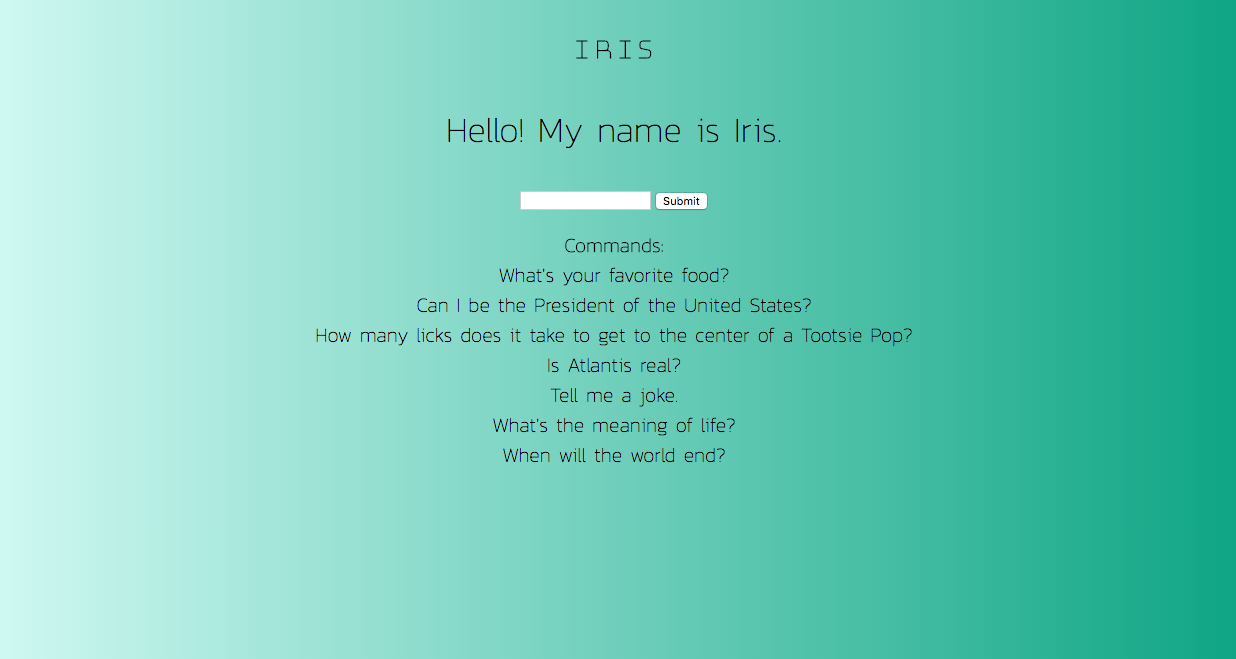 IRIS
Hello! My name is Iris.
Submit
Commands:
What's your favorite food?
Can I be the President of the United States?
How many licks does it take to get to the center of a Tootsie Pop?
Is Atlantis real?
Tell me a joke.
What's the meaning of life?
When will the world end?